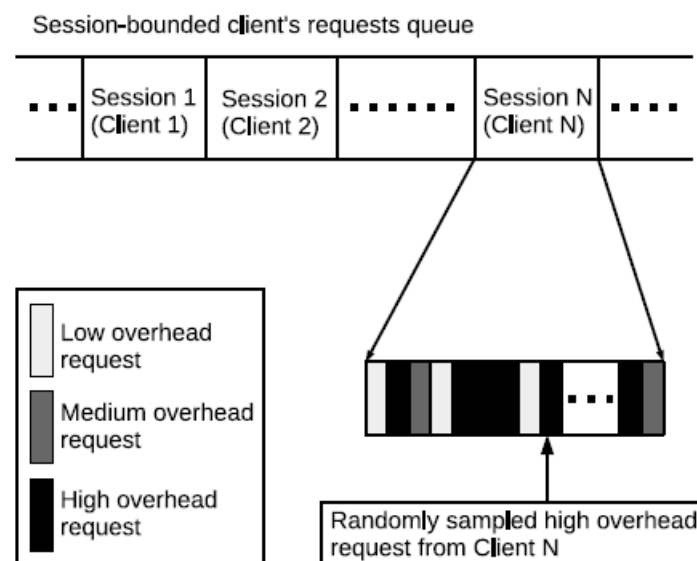 Session-bounded client's requests queue
Session 1
(Client 1)
Session 2
(Client 2)
Session N
(Client N)
Low overhead
request
Medium overhead
request
High overhead
request
Randomly sampled high overhead
request from Client N